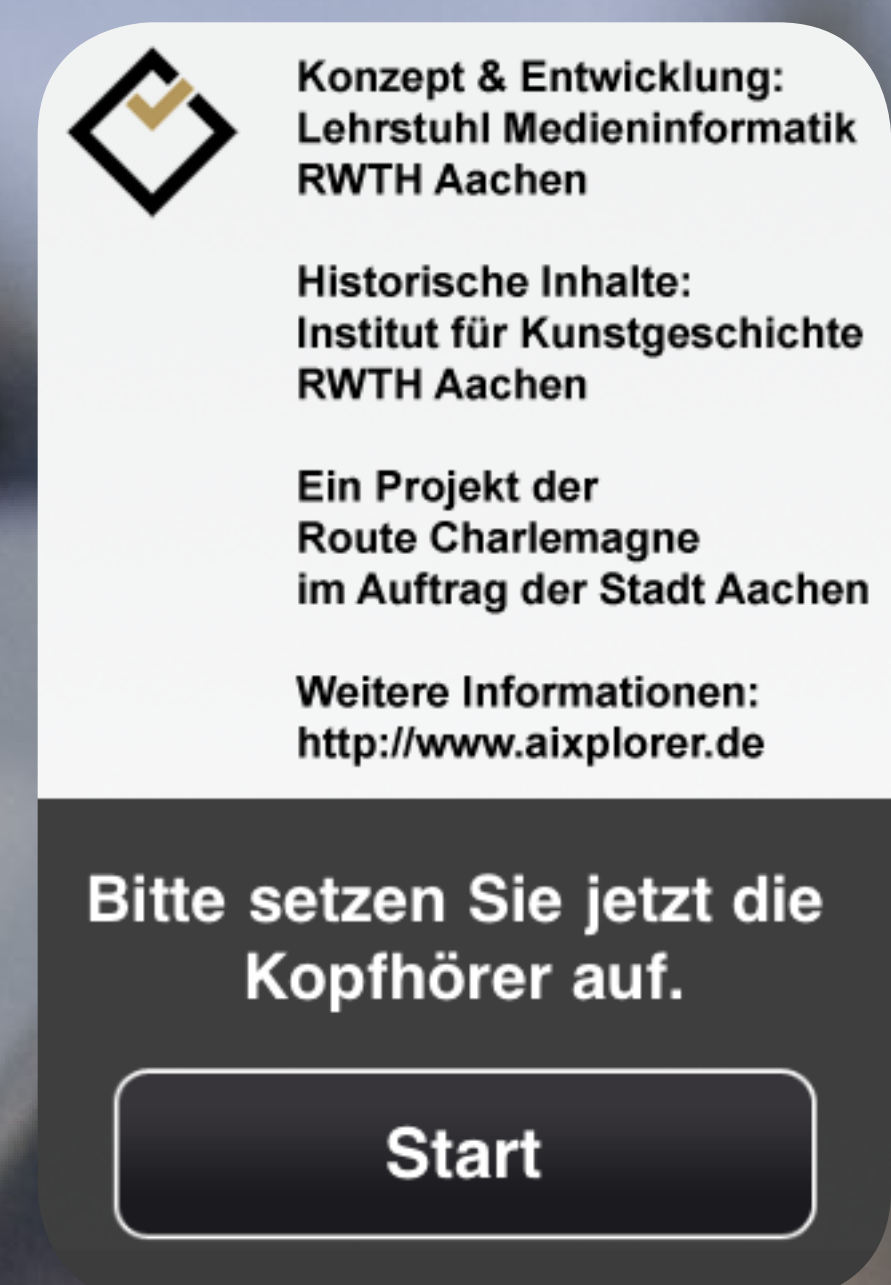 Konzept & Entwicklung:
Lehrstuhl Medieninformatik
RWTH Aachen
Historische Inhalte:
Institut für Kunstgeschichte
RWTH Aachen
Ein Projekt der
Route Charlemagne
im Auftrag der Stadt Aachen
Weitere Informationen:
http://www.aixplorer.de
Bitte setzen Sie jetzt die
Kopfhörer auf.
Start